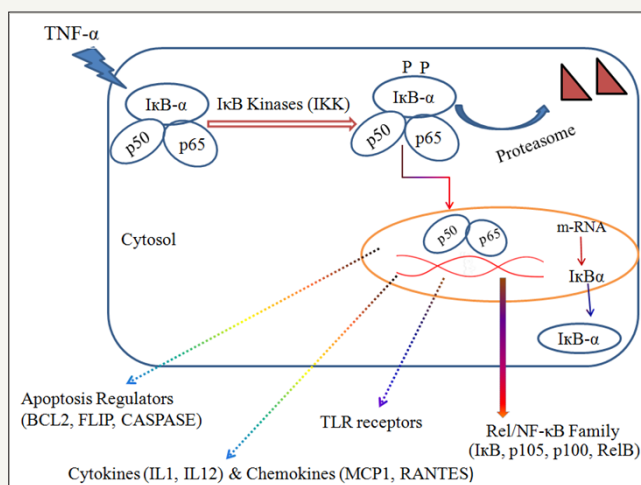 TNF-α
P P
IκB-α
IκB Kinases (IKK)
IκB-α
p50
p65
p50
p65
Proteasome
Cytosol
p50
p65
m-RNA
IκBα
IκB-α
Apoptosis Regulators
(BCL2, FLIP, CASPASE)
TLR receptors
Rel/NF-κB Family
(IκB, p105, p100, RelB)
Cytokines (IL1, IL12) & Chemokines (MCP1, RANTES)